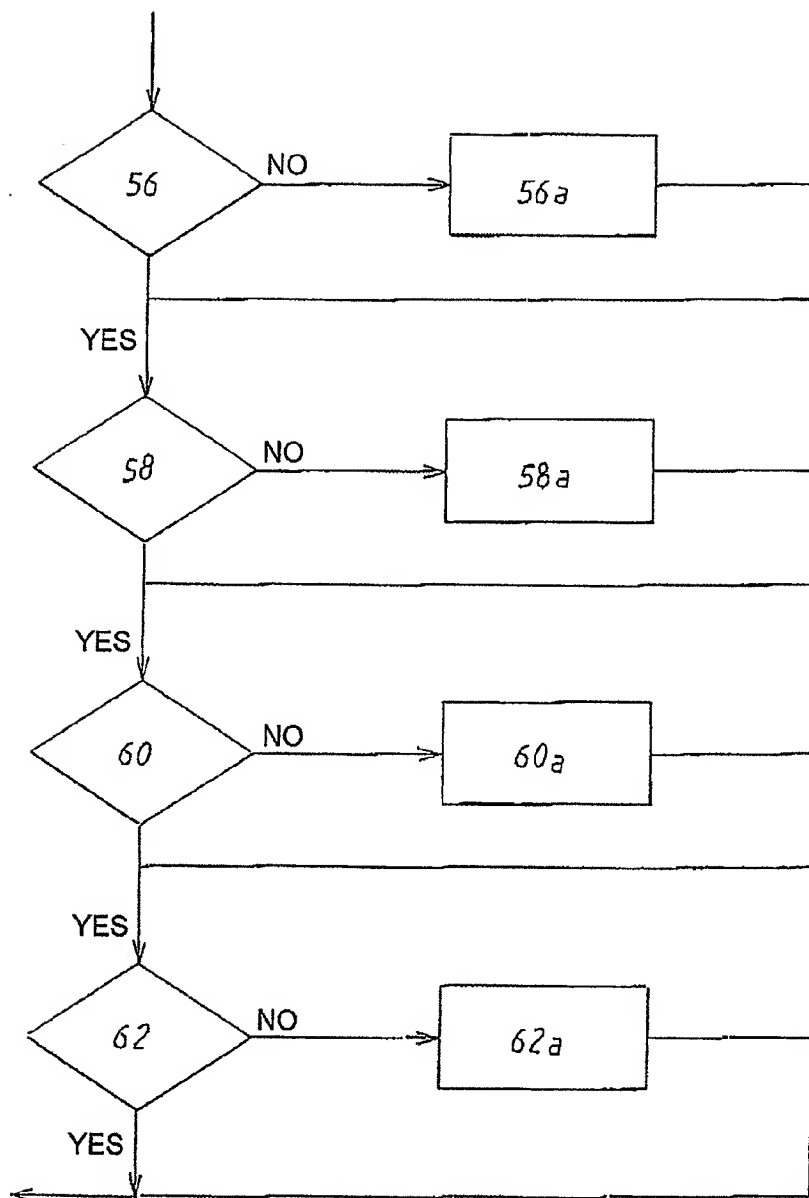 56
NO
56a
YES
58
NO
58a
YES
60
NO
60a
YES
62
NO
62a
YES